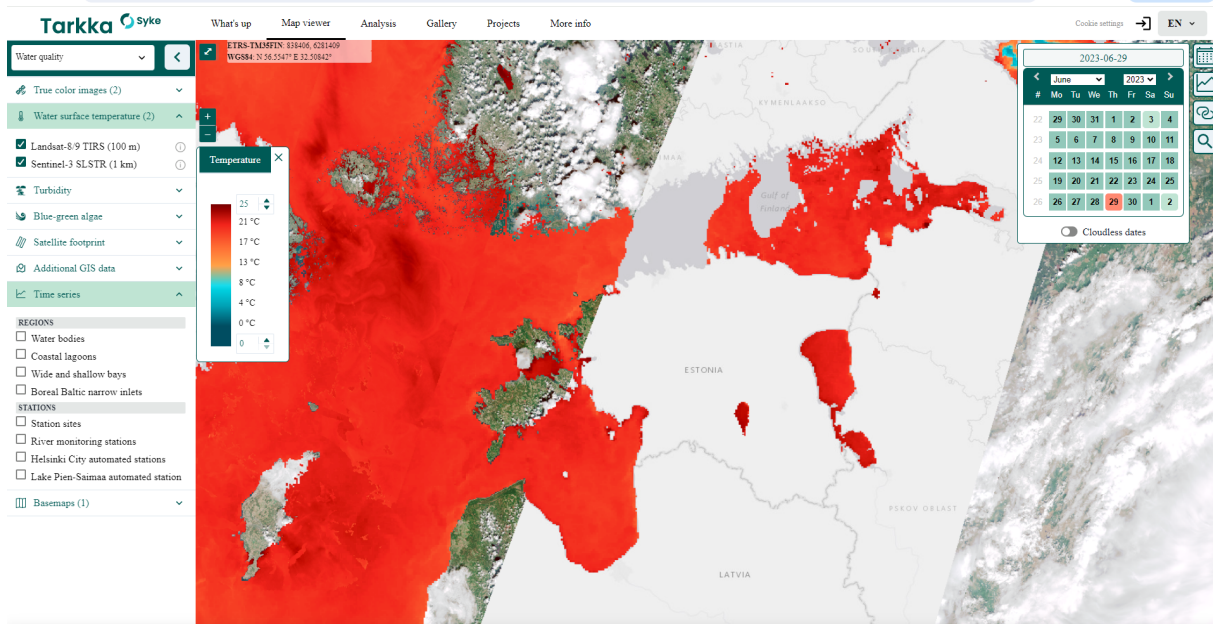 Tarkka Syke
What's up Map viewer Analysis Gallery Projects More info
Cookie settings EN
Water quality
True color images (2)
Water surface temperature (2)
Landsat-8/9 TIRS (100 m)
Sentinel-3 SLSTR (1 km)
Turbidity
Blue-green algae
Satellite footprint
Additional GIS data
Time series
REGIONS
Water bodies
Coastal lagoons
Wide and shallow bays
Boreal Baltic narrow inlets
STATIONS
Station sites
River monitoring stations
Helsinki City automated stations
Lake Pien-Saimaa automated station
Basemaps (1)
ETRS-TM35FIN: 838406, 6281409
WGS84: N 56.5547° E 32.50842°
+
−
Temperature
25
21 °C
17 °C
13 °C
8 °C
4 °C
0 °C
0
KYMENLAAKSO
Gulf of
Finland
ESTONIA
PSKOV OBLAST
LATVIA
2023-06-29
June 2023
# Mo Tu We Th Fr Sa Su
22 29 30 31 1 2 3 4
23 5 6 7 8 9 10 11
24 12 13 14 15 16 17 18
25 19 20 21 22 23 24 25
26 26 27 28 29 30 1 2
Cloudless dates